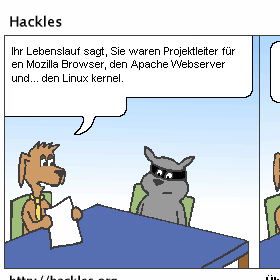 Hackles
Ihr Lebenslauf sagt, Sie waren Projektleiter für
en Mozilla Browser, den Apache Webserver
und... den Linux kernel.
http://hackles.org